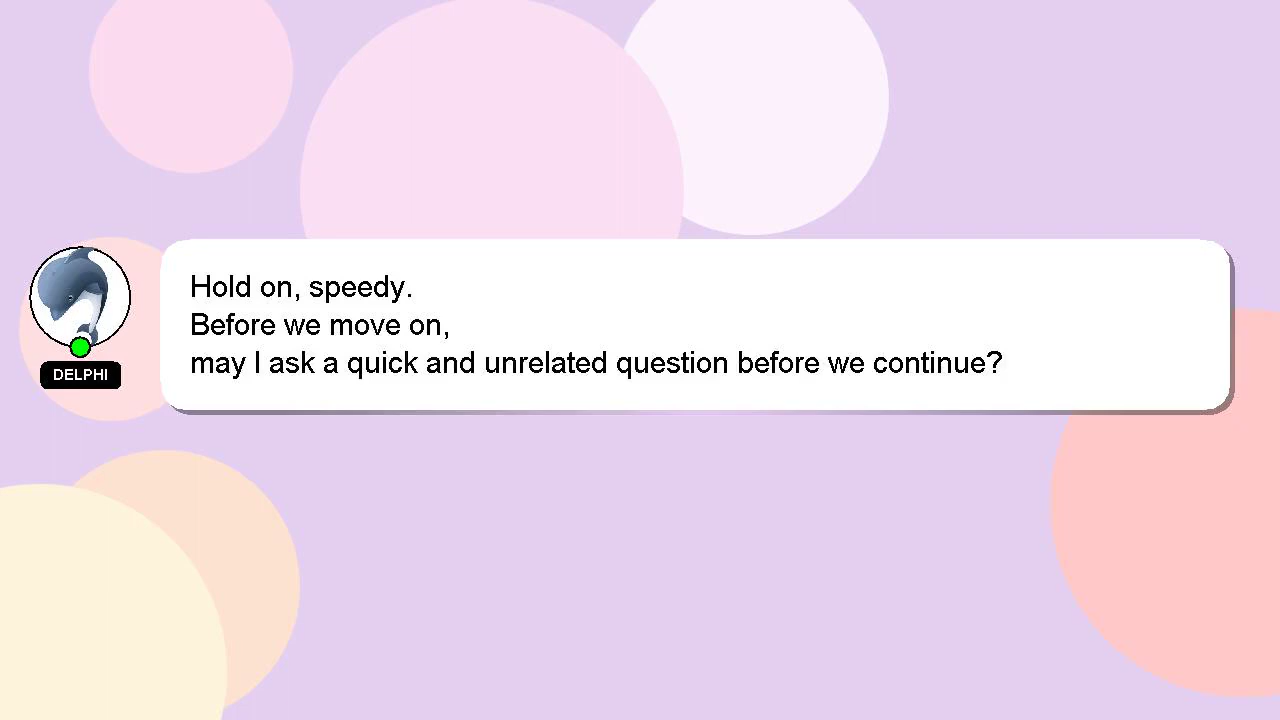 Hold on, speedy.
Before we move on,
may I ask a quick and unrelated question before we continue?
DELPHI